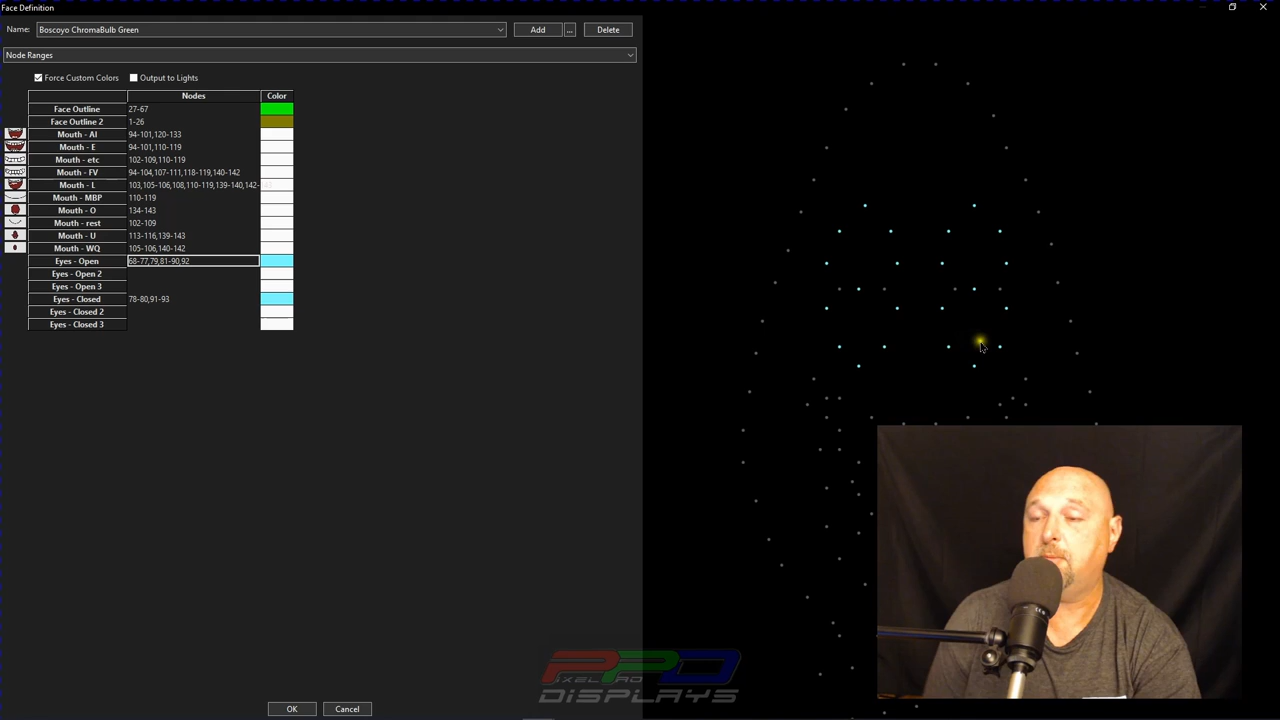 Face Definition
Name: Boscoyo ChromaBulb Green Add ... Delete
Node Ranges
Force Custom Colors Output to Lights
Nodes Color
Face Outline 27-67
Face Outline 2 1-26
Mouth - AI 94-101,120-133
Mouth - E 94-101,110-119
Mouth - etc 102-109,110-119
Mouth - FV 94-104,107-111,118-119,140-142
Mouth - L 103,105-106,108,110-119,139-140,142-
Mouth - MBP 110-119
Mouth - O 134-143
Mouth - rest 102-109
Mouth - U 113-116,139-143
Mouth - WQ 105-106,140-142
Eyes - Open 68-77,79,81-90,92
Eyes - Open 2
Eyes - Open 3
Eyes - Closed 78-80,91-93
Eyes - Closed 2
Eyes - Closed 3
PPD
DISPLAYS
OK Cancel